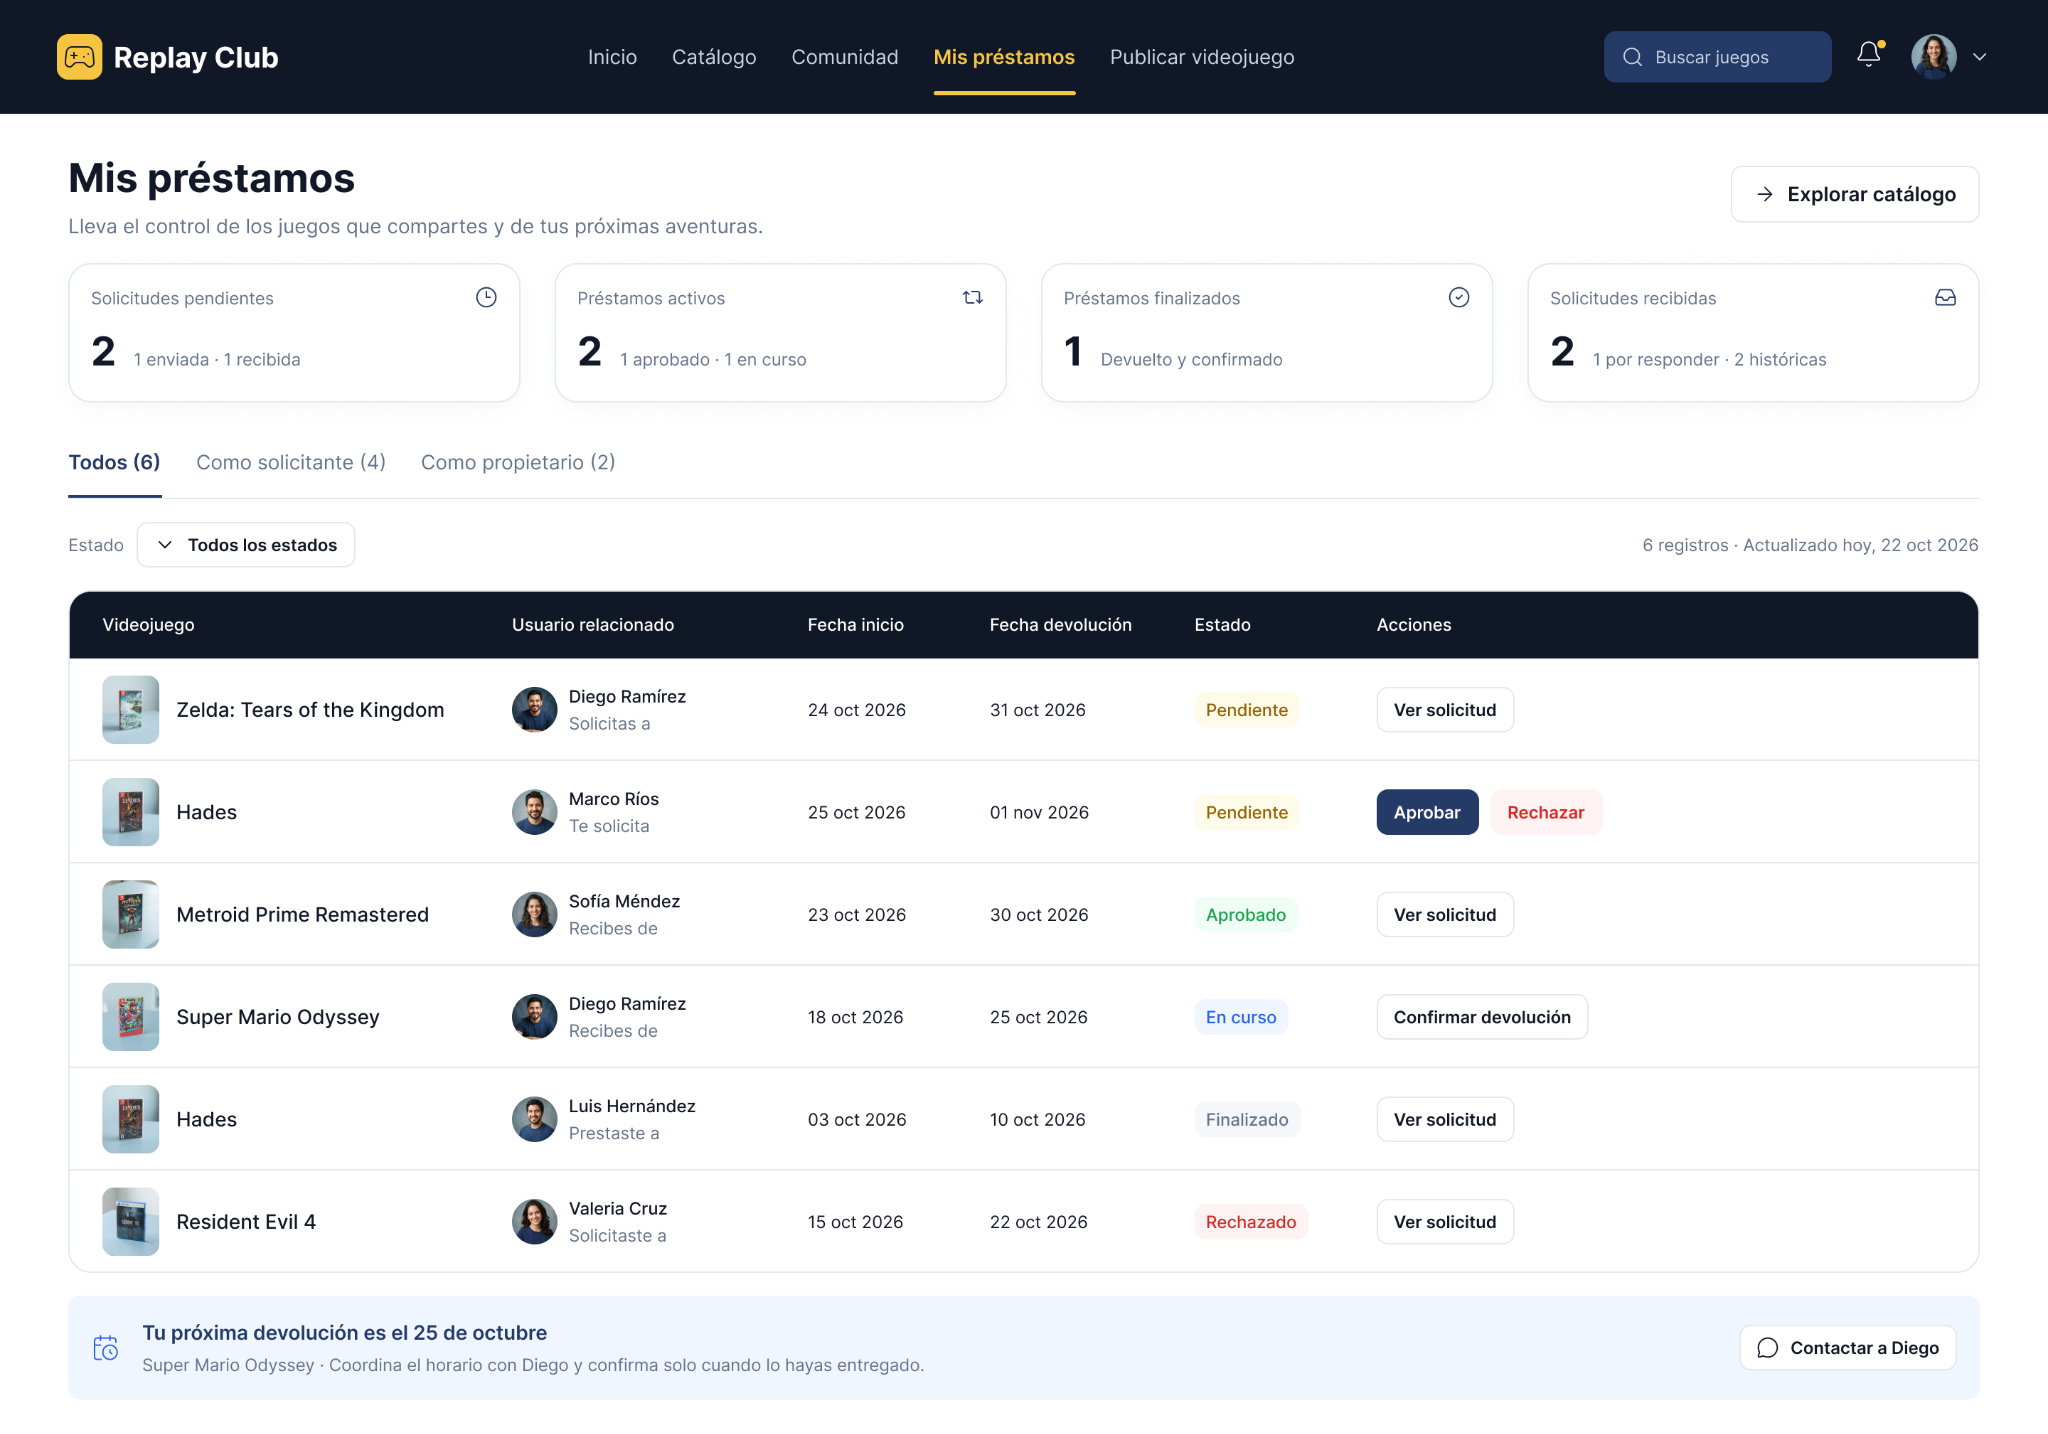 Replay Club
Inicio
Catálogo
Comunidad
Mis préstamos
Publicar videojuego
Buscar juegos
Mis préstamos
Lleva el control de los juegos que compartes y de tus próximas aventuras.
Explorar catálogo
Solicitudes pendientes
2 1 enviada · 1 recibida
Préstamos activos
2 1 aprobado · 1 en curso
Préstamos finalizados
1 Devuelto y confirmado
Solicitudes recibidas
2 1 por responder · 2 históricas
Todos (6)
Como solicitante (4)
Como propietario (2)
Estado
Todos los estados
6 registros · Actualizado hoy, 22 oct 2026
Videojuego Usuario relacionado Fecha inicio Fecha devolución Estado Acciones
Zelda: Tears of the Kingdom
Diego Ramírez
Solicitas a
24 oct 2026
31 oct 2026
Pendiente
Ver solicitud
Hades
Marco Ríos
Te solicita
25 oct 2026
01 nov 2026
Pendiente
Aprobar
Rechazar
Metroid Prime Remastered
Sofía Méndez
Recibes de
23 oct 2026
30 oct 2026
Aprobado
Ver solicitud
Super Mario Odyssey
Diego Ramírez
Recibes de
18 oct 2026
25 oct 2026
En curso
Confirmar devolución
Hades
Luis Hernández
Prestaste a
03 oct 2026
10 oct 2026
Finalizado
Ver solicitud
Resident Evil 4
Valeria Cruz
Solicitaste a
15 oct 2026
22 oct 2026
Rechazado
Ver solicitud
Tu próxima devolución es el 25 de octubre
Super Mario Odyssey · Coordina el horario con Diego y confirma solo cuando lo hayas entregado.
Contactar a Diego